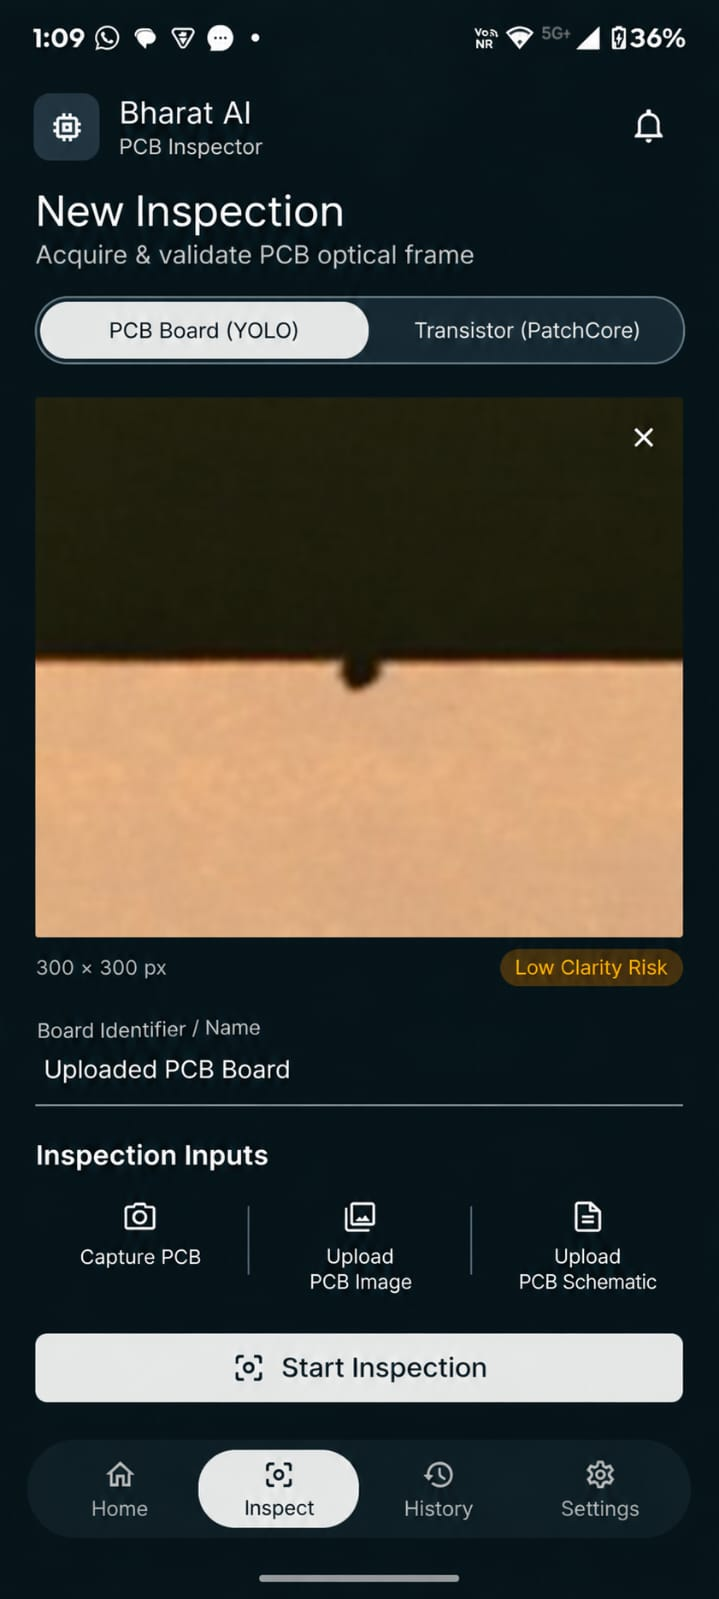 1:09
Vo))
NR
5G+
36%
Bharat AI
PCB Inspector
New Inspection
Acquire & validate PCB optical frame
PCB Board (YOLO)
Transistor (PatchCore)
300 × 300 px
Low Clarity Risk
Board Identifier / Name
Uploaded PCB Board
Inspection Inputs
Capture PCB
Upload
PCB Image
Upload
PCB Schematic
Start Inspection
Home
Inspect
History
Settings